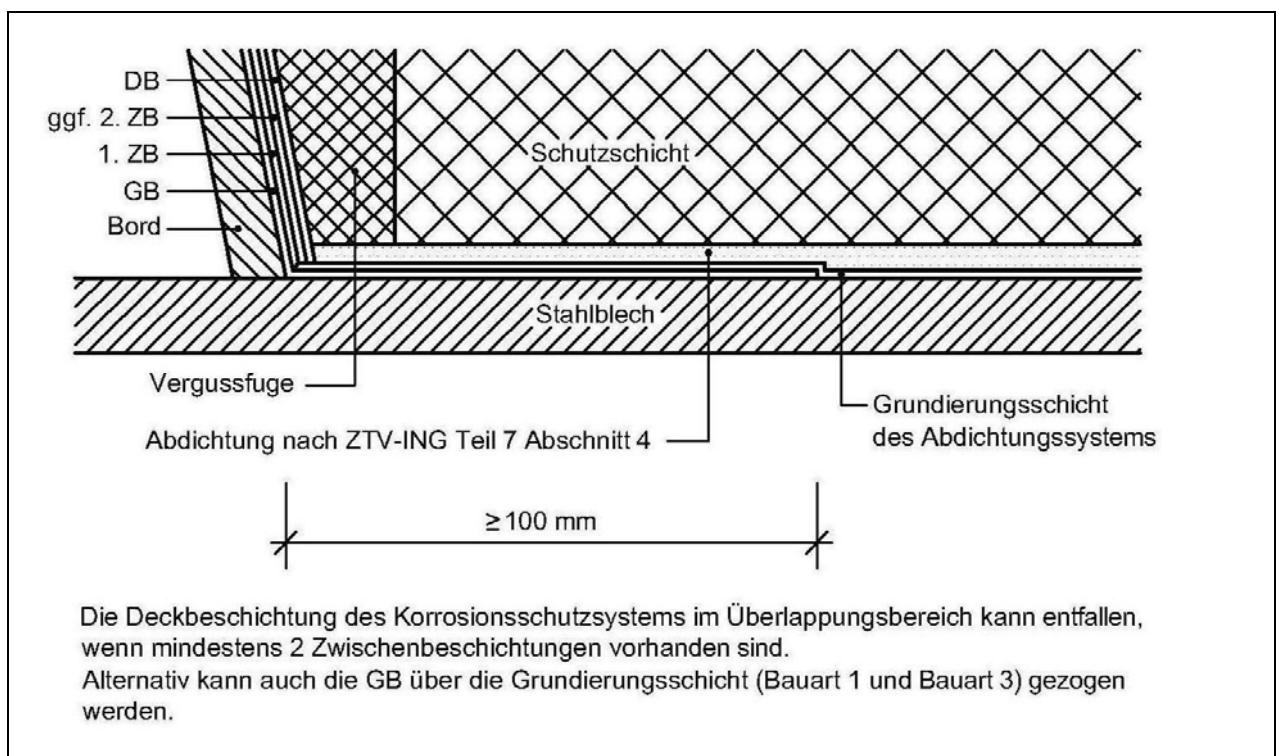 DB
ggf. 2. ZB
1. ZB
GB
Bord
Schutzschicht
Stahlblech
Vergussfuge
Abdichtung nach ZTV-ING Teil 7 Abschnitt 4
Grundierungsschicht
des Abdichtungssystems
≥ 100 mm
Die Deckbeschichtung des Korrosionsschutzsystems im Überlappungsbereich kann entfallen,
wenn mindestens 2 Zwischenbeschichtungen vorhanden sind.
Alternativ kann auch die GB über die Grundierungsschicht (Bauart 1 und Bauart 3) gezogen
werden.